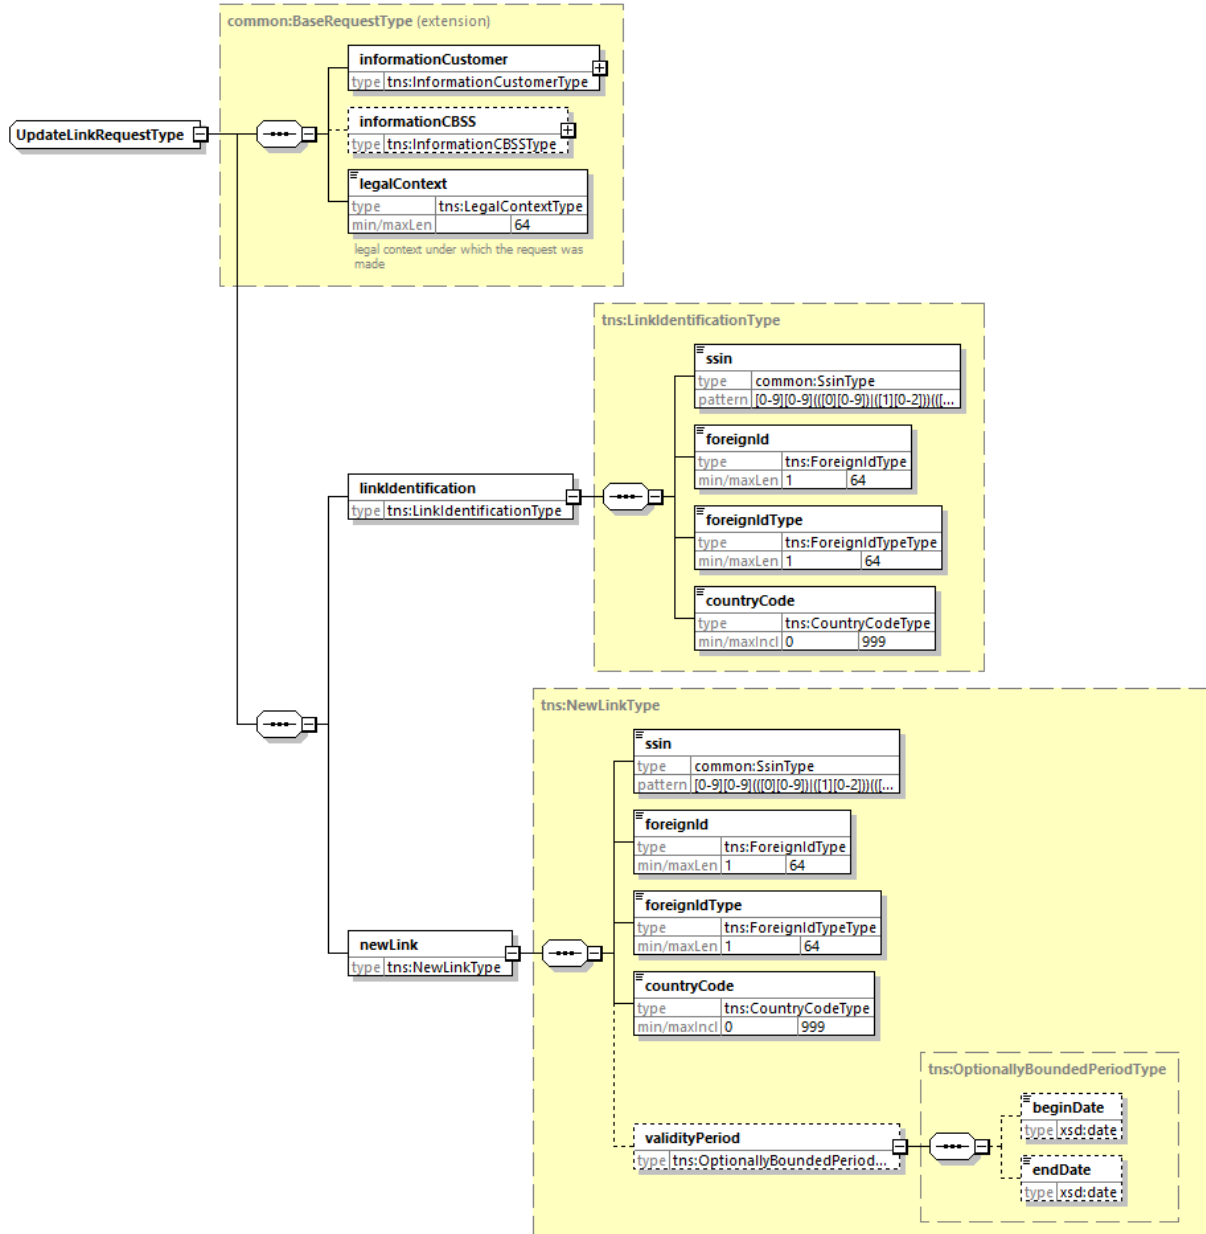 common:BaseRequestType (extension)
informationCustomer
type tns:InformationCustomerType
UpdateLinkRequestType
informationCBSS
type tns:InformationCBSSType
legalContext
type tns:LegalContextType
min/maxLen 64
legal context under which the request was
made
tns:LinkIdentificationType
ssin
type common:SsinType
pattern [0-9][0-9](([0][0-9])|([1][0-2]))(([...
foreignId
type tns:ForeignIdType
min/maxLen 1 64
linkIdentification
type tns:LinkIdentificationType
foreignIdType
type tns:ForeignIdTypeType
min/maxLen 1 64
countryCode
type tns:CountryCodeType
min/maxIncl 0 999
tns:NewLinkType
ssin
type common:SsinType
pattern [0-9][0-9](([0][0-9])|([1][0-2]))(([...
foreignId
type tns:ForeignIdType
min/maxLen 1 64
foreignIdType
type tns:ForeignIdTypeType
min/maxLen 1 64
newLink
type tns:NewLinkType
countryCode
type tns:CountryCodeType
min/maxIncl 0 999
tns:OptionallyBoundedPeriodType
beginDate
type xsd:date
validityPeriod
type tns:OptionallyBoundedPeriod...
endDate
type xsd:date